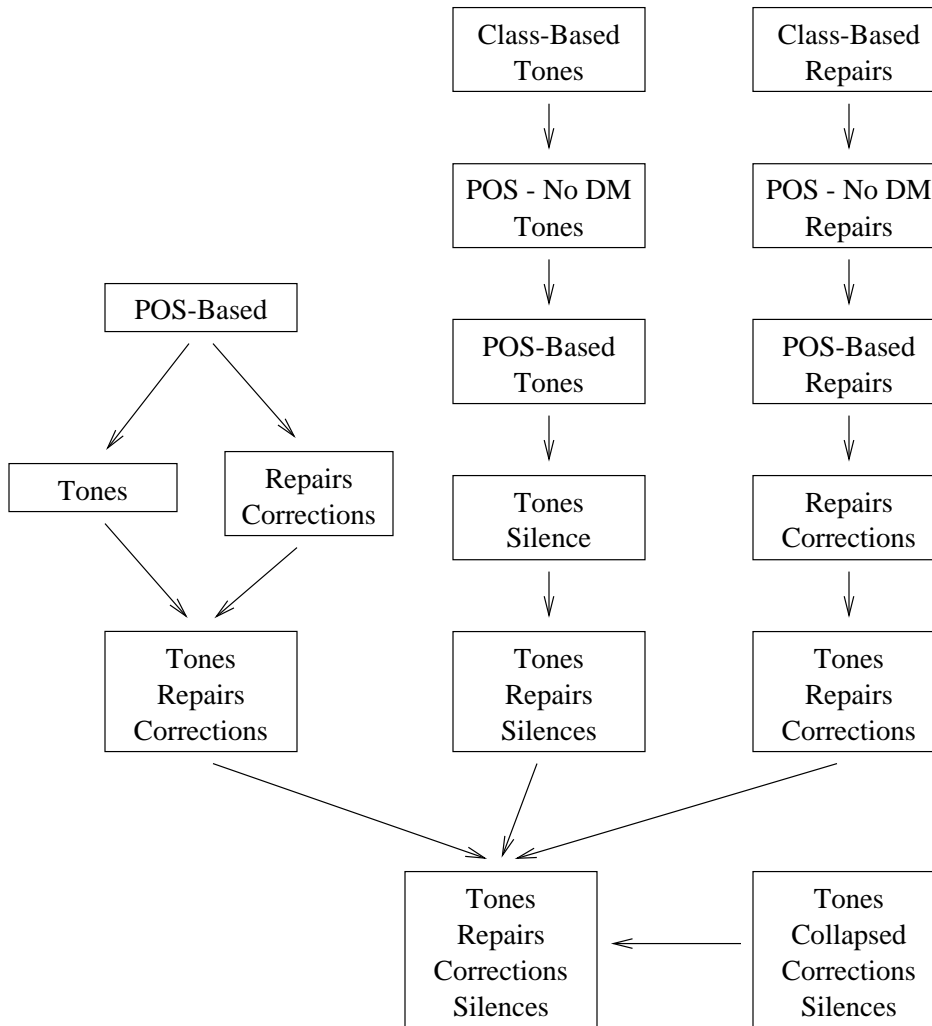 Class-Based
Tones
Class-Based
Repairs
POS - No DM
Tones
POS - No DM
Repairs
POS-Based
POS-Based
Tones
POS-Based
Repairs
Tones
Repairs
Corrections
Tones
Silence
Repairs
Corrections
Tones
Repairs
Corrections
Tones
Repairs
Silences
Tones
Repairs
Corrections
Tones
Repairs
Corrections
Silences
Tones
Collapsed
Corrections
Silences